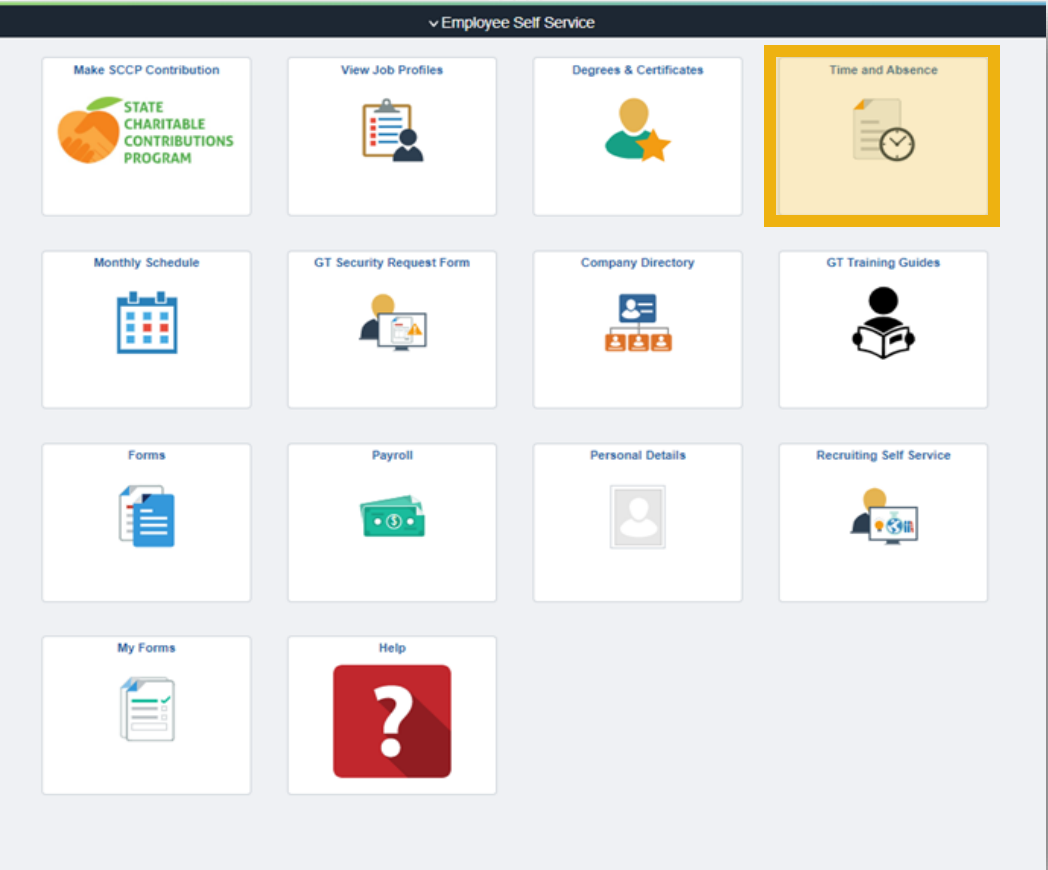 Employee Self Service
Make SCCP Contribution
STATE
CHARITABLE
CONTRIBUTIONS
PROGRAM
View Job Profiles
Degrees & Certificates
Time and Absence
Monthly Schedule
GT Security Request Form
Company Directory
GT Training Guides
Forms
Payroll
$
Personal Details
Recruiting Self Service
My Forms
Help
?